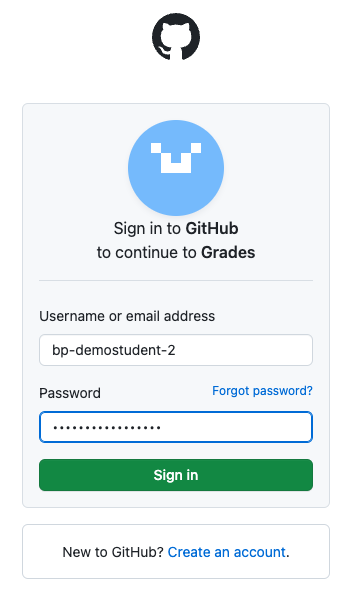 Sign in to GitHub
to continue to Grades
Username or email address
bp-demostudent-2
Password
Forgot password?
•••••••••••••••••
Sign in
New to GitHub? Create an account.